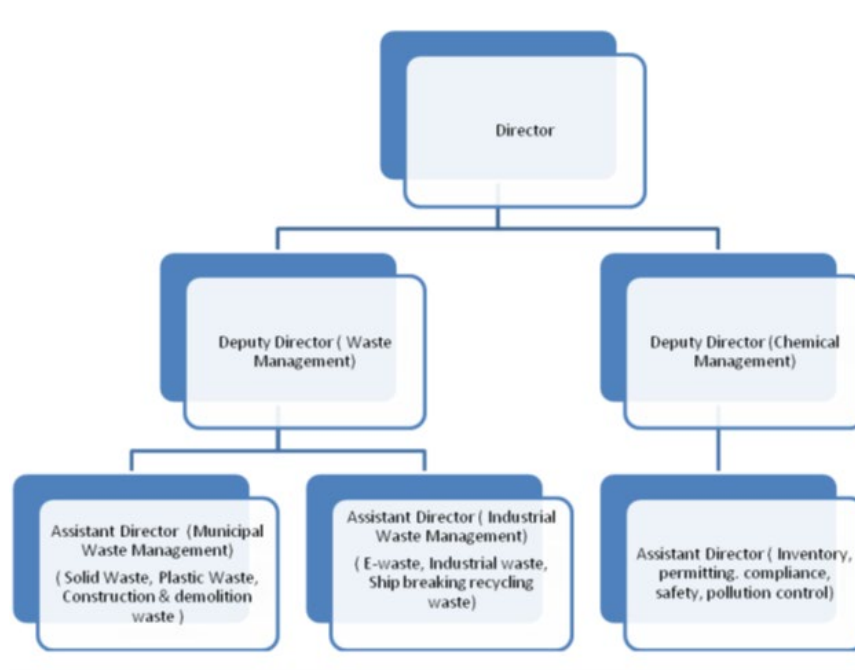 Director
Deputy Director ( Waste
Management)
Deputy Director (Chemical
Management)
Assistant Director (Municipal
Waste Management)
( Solid Waste, Plastic Waste,
Construction & demolition
waste )
Assistant Director ( Industrial
Waste Management)
( E-waste, Industrial waste,
Ship breaking recycling
waste)
Assistant Director ( Inventory,
permitting. compliance,
safety, pollution control)